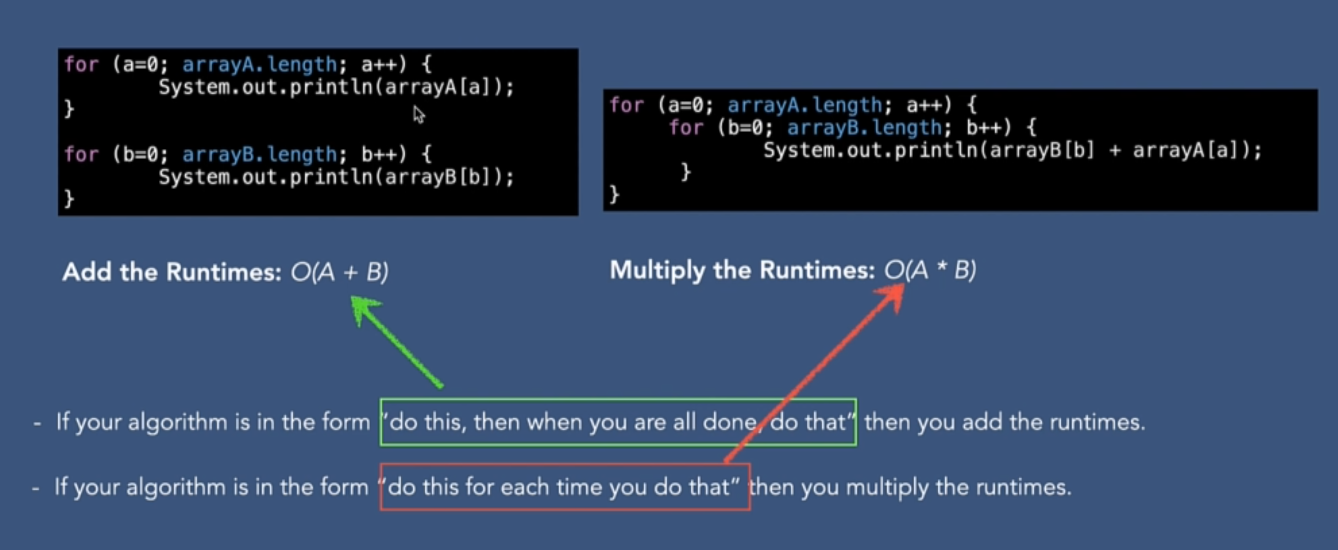 for (a=0; arrayA.length; a++) {
        System.out.println(arrayA[a]);
}
for (b=0; arrayB.length; b++) {
        System.out.println(arrayB[b]);
}
for (a=0; arrayA.length; a++) {
     for (b=0; arrayB.length; b++) {
             System.out.println(arrayB[b] + arrayA[a]);
      }
}
Add the Runtimes: O(A + B)
Multiply the Runtimes: O(A * B)
- If your algorithm is in the form “do this, then when you are all done, do that” then you add the runtimes.
- If your algorithm is in the form “do this for each time you do that” then you multiply the runtimes.